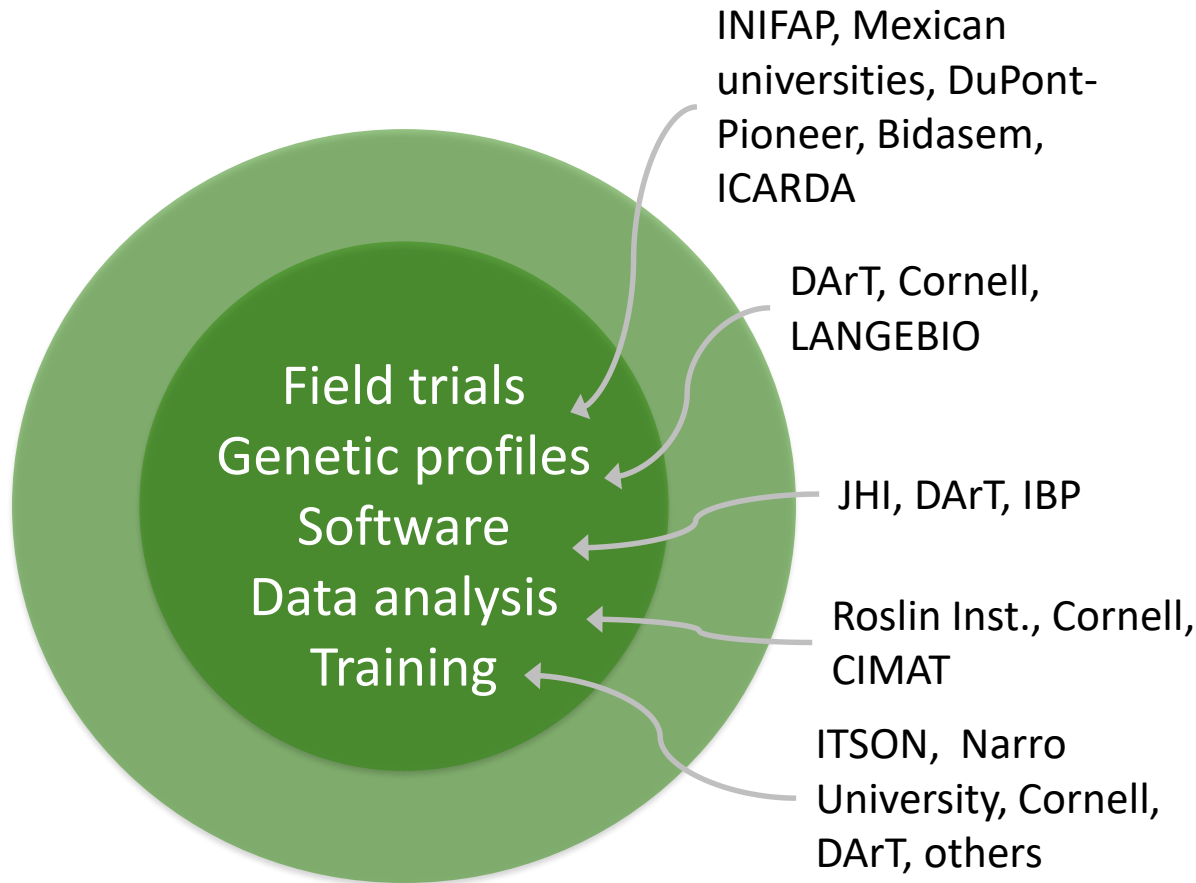 INIFAP, Mexican
universities, DuPont-
Pioneer, Bidasem,
ICARDA
DArT, Cornell,
LANGEBIO
Field trials
Genetic profiles
Software
Data analysis
Training
JHI, DArT, IBP
Roslin Inst., Cornell,
CIMAT
ITSON, Narro
University, Cornell,
DArT, others